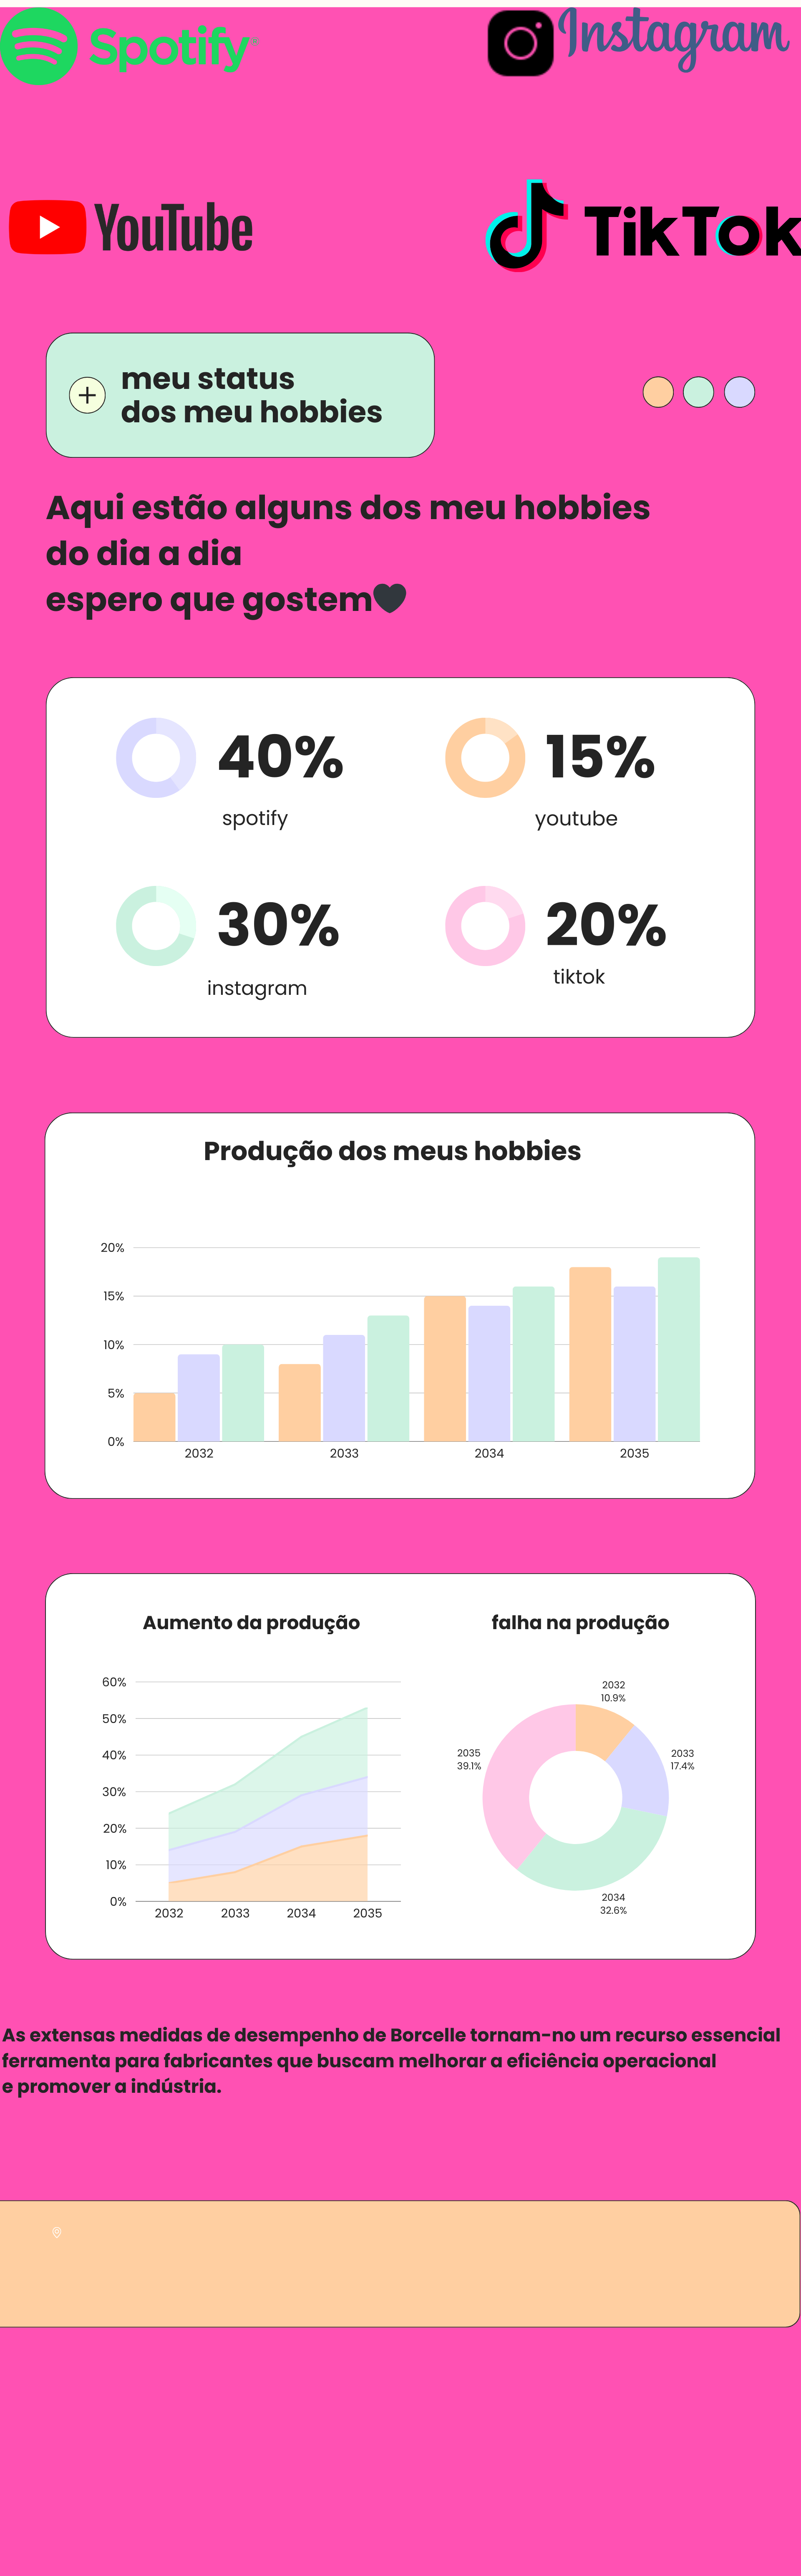 Spotify
Instagram
YouTube
TikTok
meu status
dos meu hobbies
Aqui estão alguns dos meu hobbies
do dia a dia
espero que gostem🖤
40%
spotify
15%
youtube
30%
instagram
20%
tiktok
Produção dos meus hobbies
20%
15%
10%
5%
0%
2032
2033
2034
2035
Aumento da produção
60%
50%
40%
30%
20%
10%
0%
2032
2033
2034
2035
falha na produção
2032
10.9%
2033
17.4%
2034
32.6%
2035
39.1%
As extensas medidas de desempenho de Borcelle tornam-no um recurso essencial
ferramenta para fabricantes que buscam melhorar a eficiência operacional
e promover a indústria.